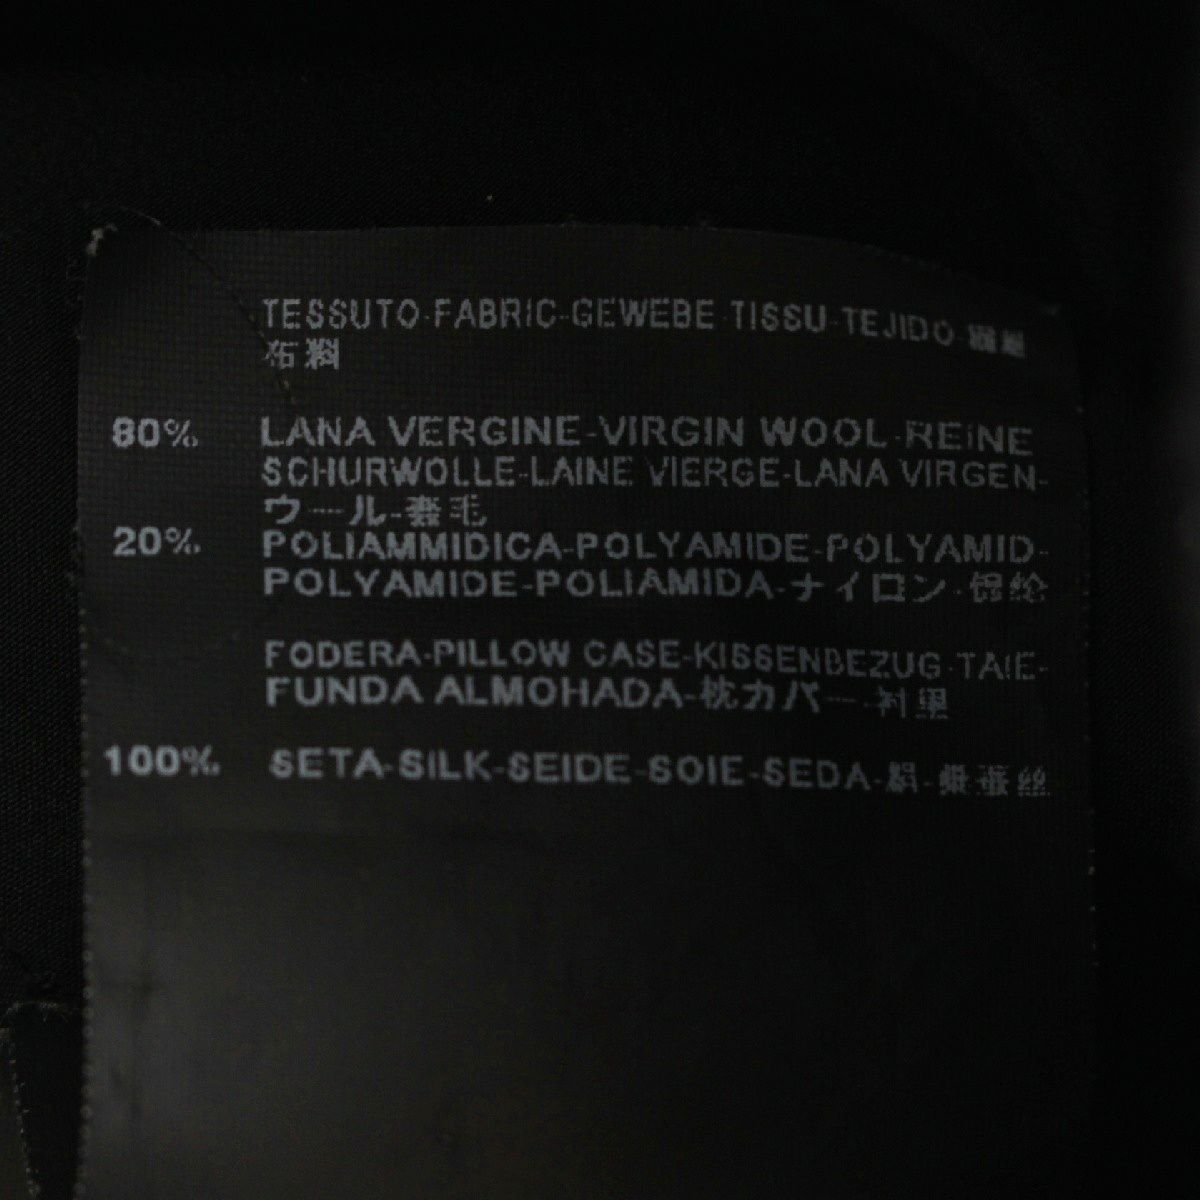 TESSUTO-FABRIC-GEWEBE-TISSU-TEJIDO-
布料
80% LANA VERGINE-VIRGIN WOOL-REINE
SCHURWOLLE-LAINE VIERGE-LANA VIRGEN-
ウール-羊毛
20% POLIAMMIDICA-POLYAMIDE-POLYAMID-
POLYAMIDE-POLIAMIDA-ナイロン-锦纶
FODERA-PILLOW CASE-KISSENBEZUG-TAIE-
FUNDA ALMOHADA-枕カバー-衬里
100% SETA-SILK-SEIDE-SOIE-SEDA-絹-